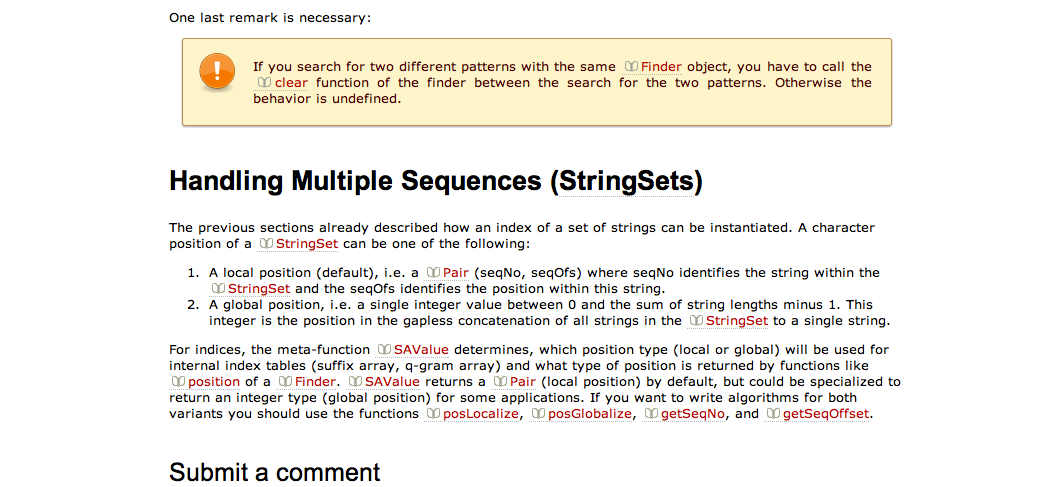 One last remark is necessary:
If you search for two different patterns with the same Finder object, you have to call the
clear function of the finder between the search for the two patterns. Otherwise the
behavior is undefined.
Handling Multiple Sequences (StringSets)
The previous sections already described how an index of a set of strings can be instantiated. A character
position of a StringSet can be one of the following:
1. A local position (default), i.e. a Pair (seqNo, seqOfs) where seqNo identifies the string within the
StringSet and the seqOfs identifies the position within this string.
2. A global position, i.e. a single integer value between 0 and the sum of string lengths minus 1. This
integer is the position in the gapless concatenation of all strings in the StringSet to a single string.
For indices, the meta-function SAValue determines, which position type (local or global) will be used for
internal index tables (suffix array, q-gram array) and what type of position is returned by functions like
position of a Finder. SAValue returns a Pair (local position) by default, but could be specialized to
return an integer type (global position) for some applications. If you want to write algorithms for both
variants you should use the functions posLocalize, posGlobalize, getSeqNo, and getSeqOffset.
Submit a comment